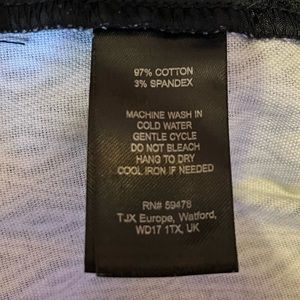 97% COTTON
3% SPANDEX
MACHINE WASH IN
COLD WATER
GENTLE CYCLE
DO NOT BLEACH
HANG TO DRY
COOL IRON IF NEEDED
RN# 59478
TJX Europe, Watford,
WD17 1TX, UK